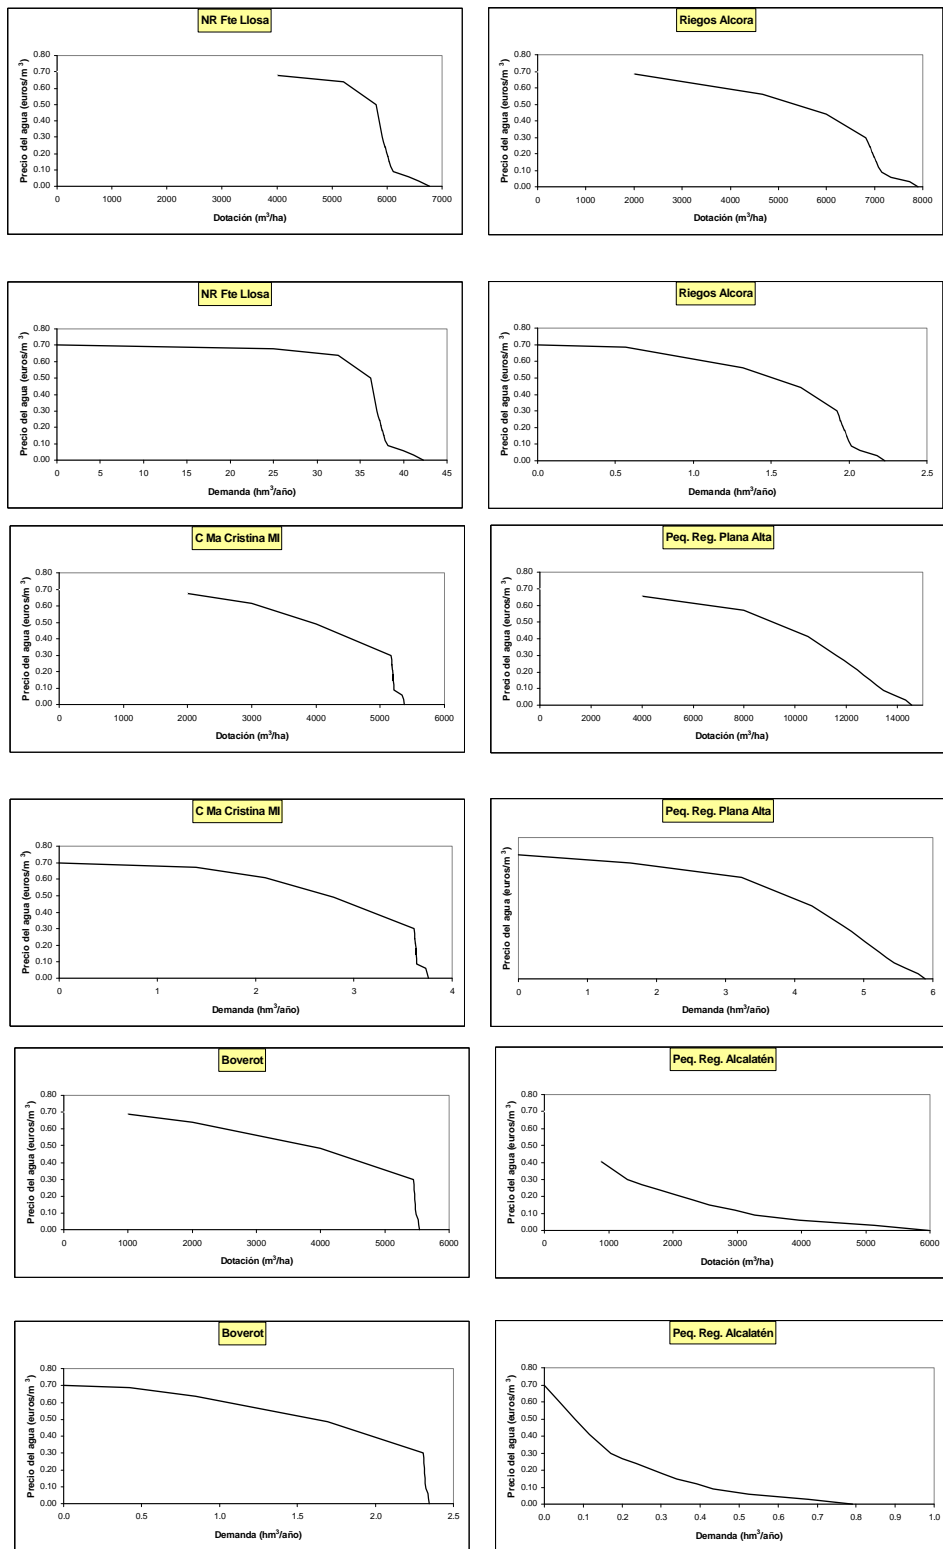 NR Fte Llosa
Precio del agua (euros/m³)
0.80
0.70
0.60
0.50
0.40
0.30
0.20
0.10
0.00
0 1000 2000 3000 4000 5000 6000 7000
Dotación (m³/ha)
Riegos Alcora
Precio del agua (euros/m³)
0.80
0.70
0.60
0.50
0.40
0.30
0.20
0.10
0.00
0 1000 2000 3000 4000 5000 6000 7000 8000
Dotación (m³/ha)
NR Fte Llosa
Precio del agua (euros/m³)
0.80
0.70
0.60
0.50
0.40
0.30
0.20
0.10
0.00
0 5 10 15 20 25 30 35 40 45
Demanda (hm³/año)
Riegos Alcora
Precio del agua (euros/m³)
0.80
0.70
0.60
0.50
0.40
0.30
0.20
0.10
0.00
0.0 0.5 1.0 1.5 2.0 2.5
Demanda (hm³/año)
C Ma Cristina MI
Precio del agua (euros/m³)
0.80
0.70
0.60
0.50
0.40
0.30
0.20
0.10
0.00
0 1000 2000 3000 4000 5000 6000
Dotación (m³/ha)
Peq. Reg. Plana Alta
Precio del agua (euros/m³)
0.80
0.70
0.60
0.50
0.40
0.30
0.20
0.10
0.00
0 2000 4000 6000 8000 10000 12000 14000
Dotación (m³/ha)
C Ma Cristina MI
Precio del agua (euros/m³)
0.80
0.70
0.60
0.50
0.40
0.30
0.20
0.10
0.00
0 1 2 3 4
Demanda (hm³/año)
Peq. Reg. Plana Alta
Precio del agua (euros/m³)
0 1 2 3 4 5 6
Demanda (hm³/año)
Boverot
Precio del agua (euros/m³)
0.80
0.70
0.60
0.50
0.40
0.30
0.20
0.10
0.00
0 1000 2000 3000 4000 5000 6000
Dotación (m³/ha)
Peq. Reg. Alcalatén
Precio del agua (euros/m³)
0.80
0.70
0.60
0.50
0.40
0.30
0.20
0.10
0.00
0 1000 2000 3000 4000 5000 6000
Dotación (m³/ha)
Boverot
Precio del agua (euros/m³)
0.80
0.70
0.60
0.50
0.40
0.30
0.20
0.10
0.00
0.0 0.5 1.0 1.5 2.0 2.5
Demanda (hm³/año)
Peq. Reg. Alcalatén
Precio del agua (euros/m³)
0.80
0.70
0.60
0.50
0.40
0.30
0.20
0.10
0.00
0.0 0.1 0.2 0.3 0.4 0.5 0.6 0.7 0.8 0.9 1.0
Demanda (hm³/año)